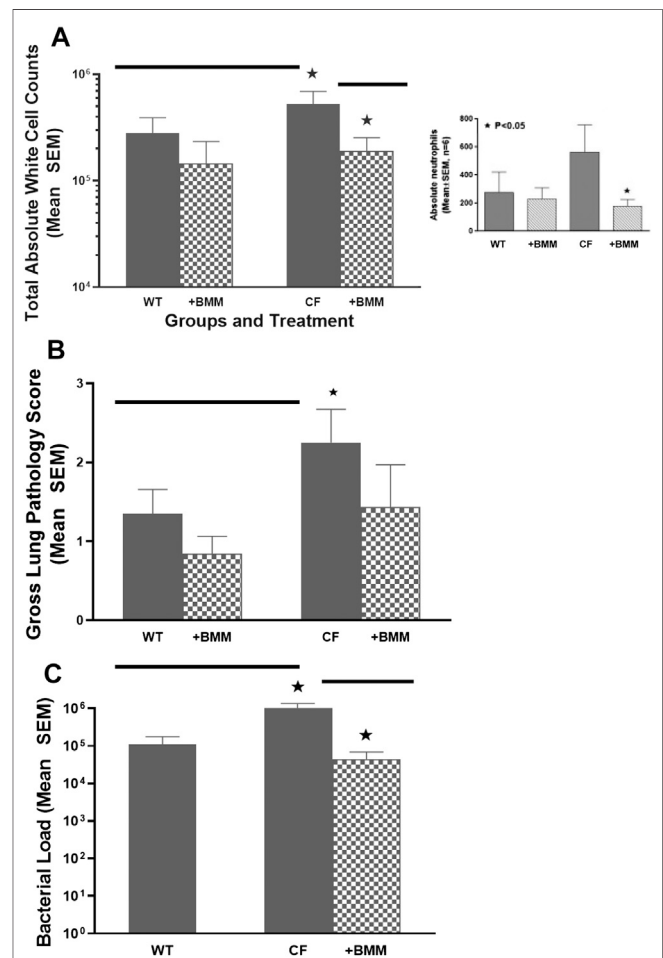 A
Total Absolute White Cell Counts
(Mean SEM)
10⁶
10⁵
10⁴
★
★
WT
+BMM
CF
+BMM
Groups and Treatment
Absolute neutrophils
(Mean± SEM, n=6)
★ P<0.05
800
600
400
200
0
★
WT
+BMM
CF
+BMM
B
Gross Lung Pathology Score
(Mean SEM)
3
2
1
0
★
WT
+BMM
CF
+BMM
C
Bacterial Load (Mean SEM)
10⁶
10⁵
10⁴
10³
10²
10¹
10⁰
★
★
WT
CF
+BMM